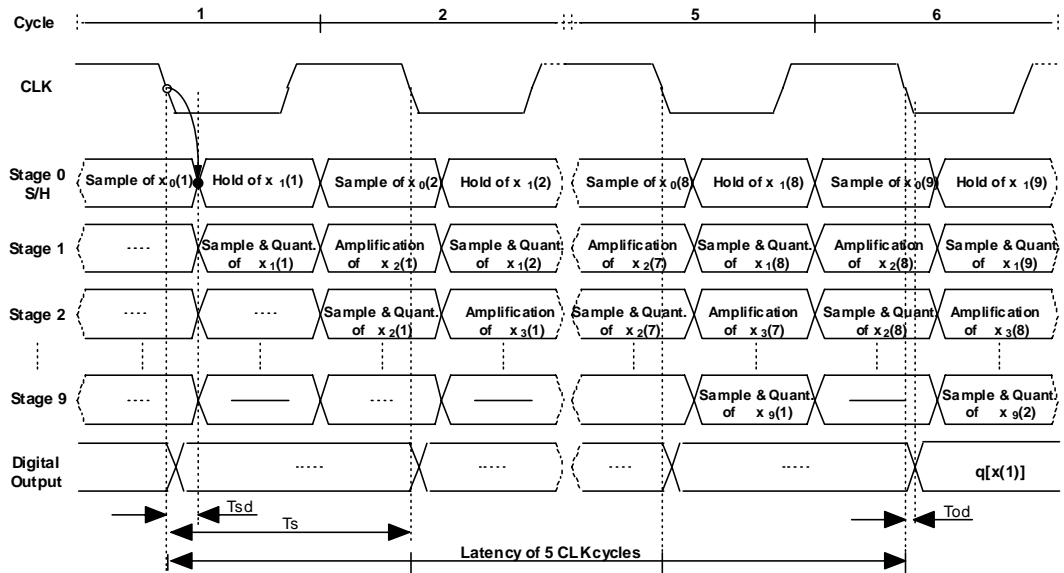 Cycle 1 2 5 6
CLK
Stage 0 S/H Sample of x0(1) Hold of x1(1) Sample of x0(2 Hold of x1(2) Sample of x0(8) Hold of x1(8) Sample of x0(9) Hold of x1(9)
Stage 1 ---- Sample & Quant. of x1(1) Amplification of x2(1) Sample & Quant. of x1(2) Amplification of x2(7) Sample & Quant. of x1(8) Amplification of x2(8) Sample & Quant. of x1(9)
Stage 2 ---- ---- Sample & Quant. of x2(1) Amplification of x3(1) Sample & Quant. of x2(7) Amplification of x3(7) Sample & Quant. of x2(8) Amplification of x3(8)
Stage 9 ---- ---- Sample & Quant. of x9(1) Sample & Quant. of x9(2)
Digital Output ----- ----- ---- ----- q[x(1)]
Tsd Tod
Ts
Latency of 5 CLK cycles